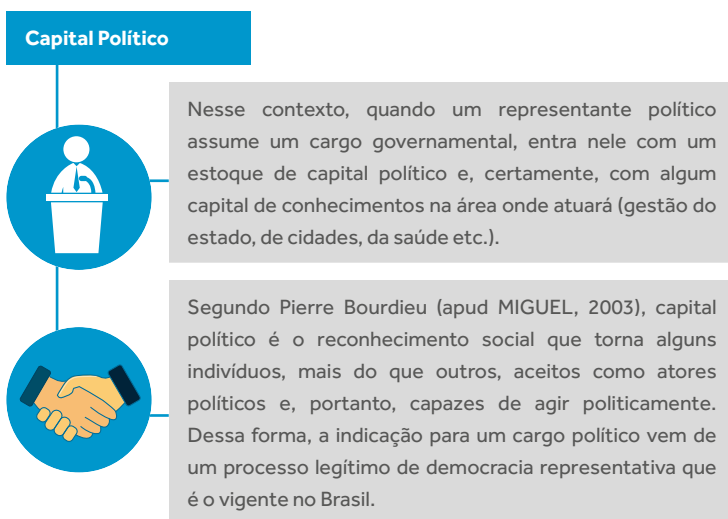 Capital Político
Nesse contexto, quando um representante político
assume um cargo governamental, entra nele com um
estoque de capital político e, certamente, com algum
capital de conhecimentos na área onde atuará (gestão do
estado, de cidades, da saúde etc.).
Segundo Pierre Bourdieu (apud MIGUEL, 2003), capital
político é o reconhecimento social que torna alguns
indivíduos, mais do que outros, aceitos como atores
políticos e, portanto, capazes de agir politicamente.
Dessa forma, a indicação para um cargo político vem de
um processo legítimo de democracia representativa que
é o vigente no Brasil.